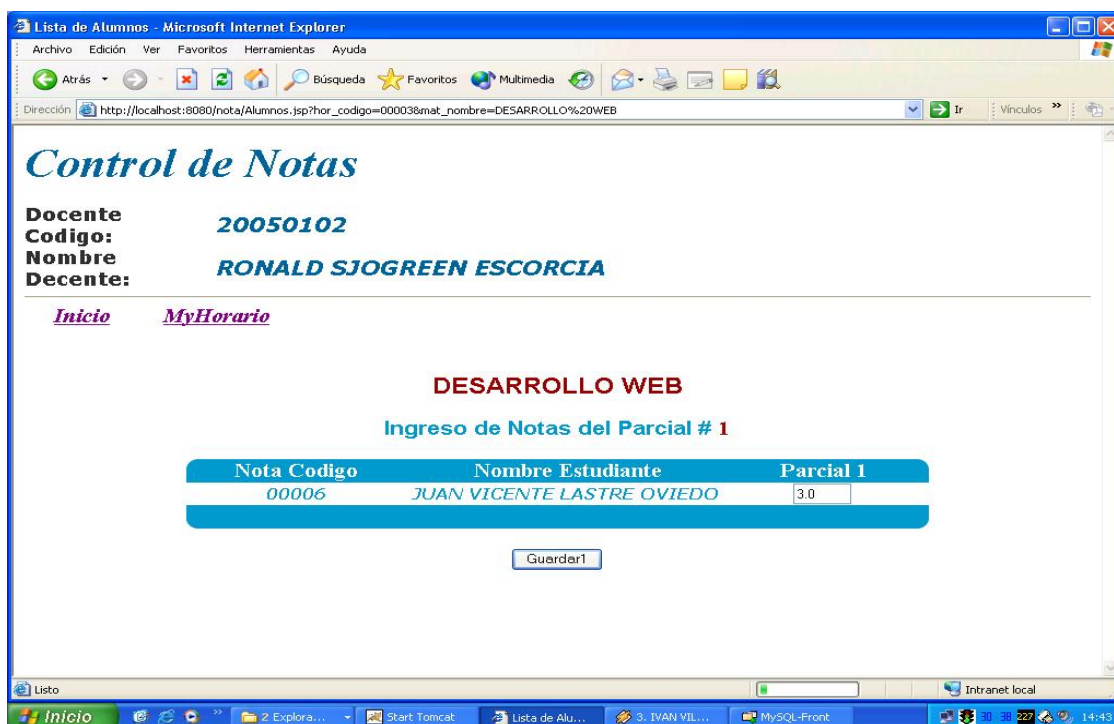 Lista de Alumnos - Microsoft Internet Explorer
Archivo Edición Ver Favoritos Herramientas Ayuda
Atrás Búsqueda Favoritos Multimedia
Dirección http://localhost:8080/nota/Alumnos.jsp?hor_codigo=00003&mat_nombre=DESARROLLO%20WEB Ir Vínculos »
Control de Notas
Docente
Codigo: 20050102
Nombre
Decente: RONALD SJOGREEN ESCORCIA
Inicio MyHorario
DESARROLLO WEB
Ingreso de Notas del Parcial # 1
Nota Codigo Nombre Estudiante Parcial 1
00006 JUAN VICENTE LASTRE OVIEDO 3.0
Guardar1
Listo Intranet local
Inicio » 2 Explora... Start Tomcat Lista de Alu... 3. IVAN VIL... MySQL-Front 30 38 227 14:43